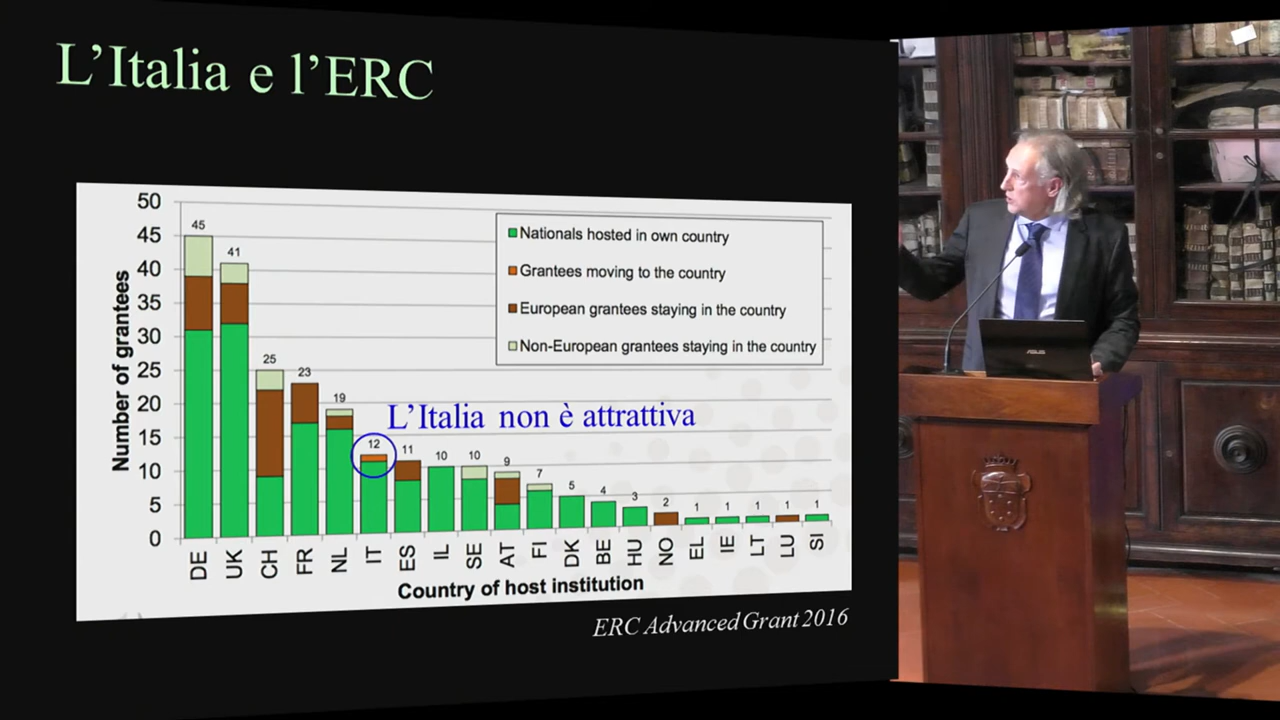 L'Italia e l'ERC
50
45
40
35
30
25
20
15
10
5
0
Number of grantees
Nationals hosted in own country
Grantees moving to the country
European grantees staying in the country
Non-European grantees staying in the country
L'Italia non è attrattiva
45
41
25
23
19
12
11
10
10
9
7
5
4
3
2
1
1
1
1
1
DE
UK
CH
FR
NL
IT
ES
IL
SE
AT
FI
DK
BE
HU
NO
EL
IE
LT
LU
SI
Country of host institution
ERC Advanced Grant 2016
ASUS